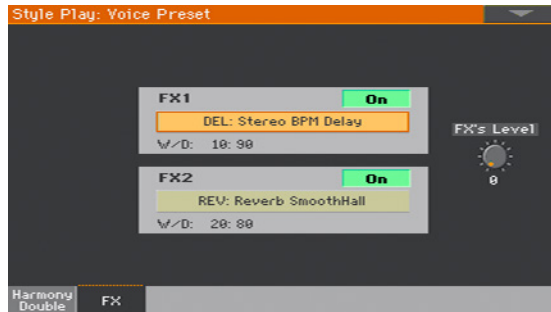 Style Play: Voice Preset
FX1
On
DEL: Stereo BPM Delay
W/D: 10:90
FX's Level
0
FX2
On
REV: Reverb SmoothHall
W/D: 20:80
Harmony
Double
FX